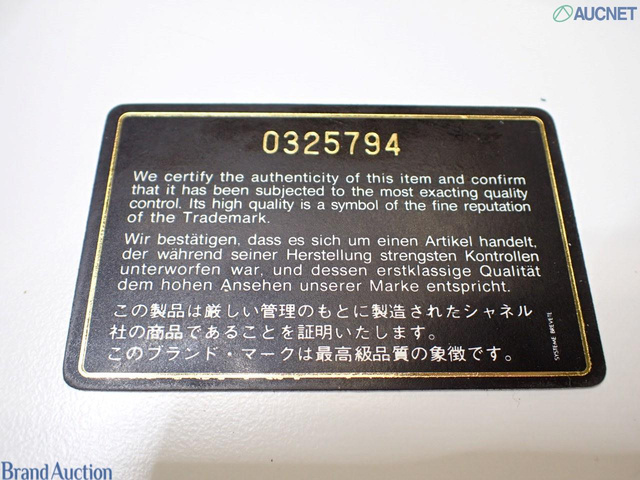 AUCNET
0325794
We certify the authenticity of this item and confirm
that it has been subjected to the most exacting quality
control. Its high quality is a symbol of the fine reputation
of the Trademark.
Wir bestätigen, dass es sich um einen Artikel handelt,
der während seiner Herstellung strengsten Kontrollen
unterworfen war, und dessen erstklassige Qualität
dem hohen Ansehen unserer Marke entspricht.
この製品は厳しい管理のもとに製造されたシャネル
社の商品であることを証明いたします。
このブランド・マークは最高級品質の象徴です。
SYSTEME BREVETE
Brand Auction